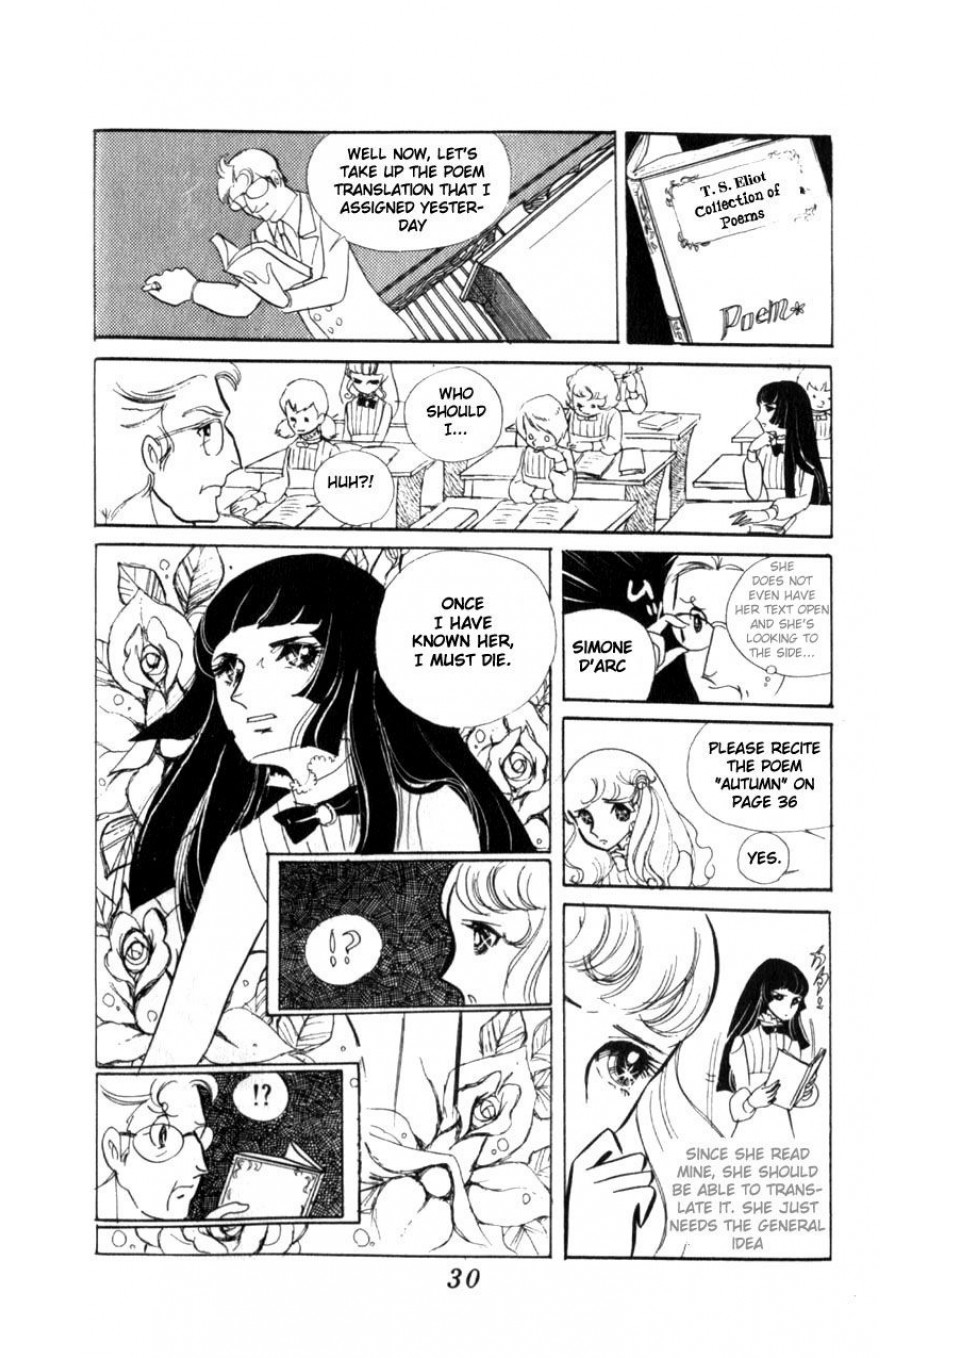 WELL NOW, LET'S
TAKE UP THE POEM
TRANSLATION THAT I
ASSIGNED YESTER-
DAY
T. S. Eliot
Collection of
Poems
Poem*
WHO
SHOULD
I...
HUH?!
SHE
DOES NOT
EVEN HAVE
HER TEXT OPEN
AND SHE'S
LOOKING TO
THE SIDE...
SIMONE
D'ARC
PLEASE RECITE
THE POEM
"AUTUMN" ON
PAGE 36
YES.
SINCE SHE READ
MINE, SHE SHOULD
BE ABLE TO TRANS-
LATE IT. SHE JUST
NEEDS THE GENERAL
IDEA
ONCE
I HAVE
KNOWN HER,
I MUST DIE.
!?
!?
30